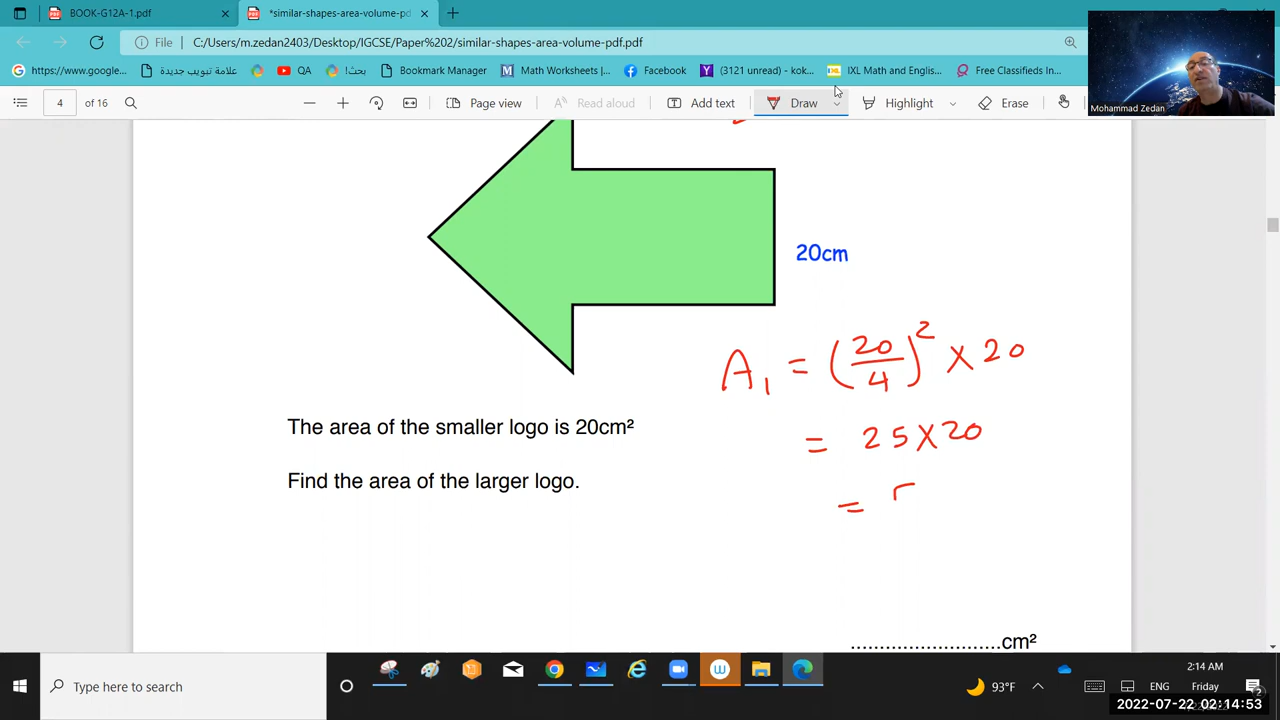 BOOK-G12A-1.pdf
*similar-shapes-area-volume-pd
File
C:/Users/m.zedan2403/Desktop/IGCSE/Paper%202/similar-shapes-area-volume-pdf.pdf
https://www.google...
علامة تبويب جديدة
QA
بحث!
Bookmark Manager
Math Worksheets |...
Facebook
(3121 unread) - kok...
IXL Math and Englis...
Free Classifieds In...
Mohammad Zedan
4 of 16
Page view
Read aloud
Add text
Draw
Highlight
Erase
20cm
A₁ = (20/4)² × 20
= 25 × 20
=
The area of the smaller logo is 20cm²
Find the area of the larger logo.
............................cm²
Type here to search
93°F
ENG
2:14 AM
Friday
2022-07-22 02:14:53